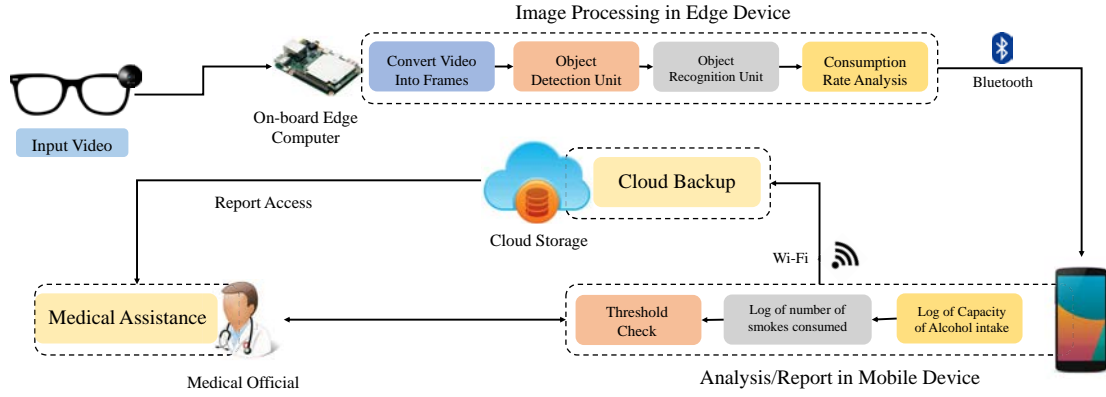 Image Processing in Edge Device
Convert Video
Into Frames
Object
Detection Unit
Object
Recognition Unit
Consumption
Rate Analysis
Bluetooth
On-board Edge
Computer
Input Video
Cloud Backup
Report Access
Cloud Storage
Wi-Fi
Medical Assistance
Threshold
Check
Log of number of
smokes consumed
Log of Capacity
of Alcohol intake
Medical Official
Analysis/Report in Mobile Device